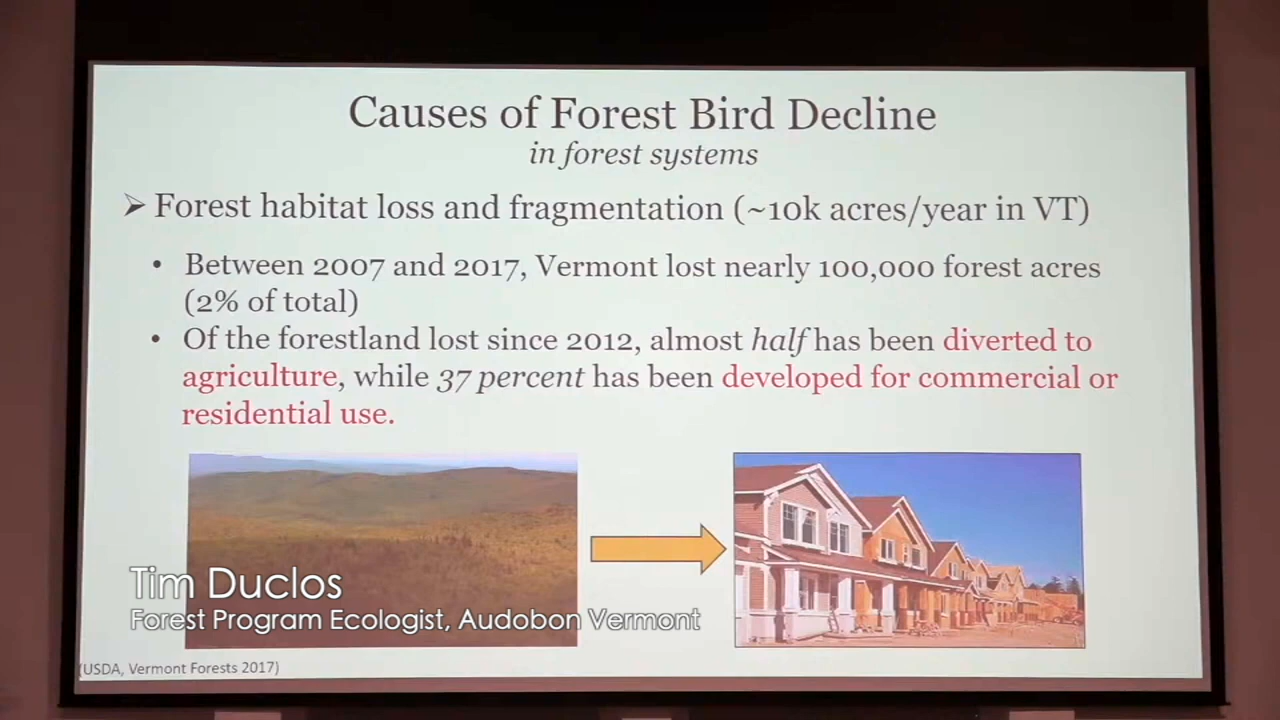 Causes of Forest Bird Decline
in forest systems
➢ Forest habitat loss and fragmentation (~10k acres/year in VT)
• Between 2007 and 2017, Vermont lost nearly 100,000 forest acres
(2% of total)
• Of the forestland lost since 2012, almost half has been diverted to
agriculture, while 37 percent has been developed for commercial or
residential use.
Tim Duclos
Forest Program Ecologist, Audobon Vermont
(USDA, Vermont Forests 2017)